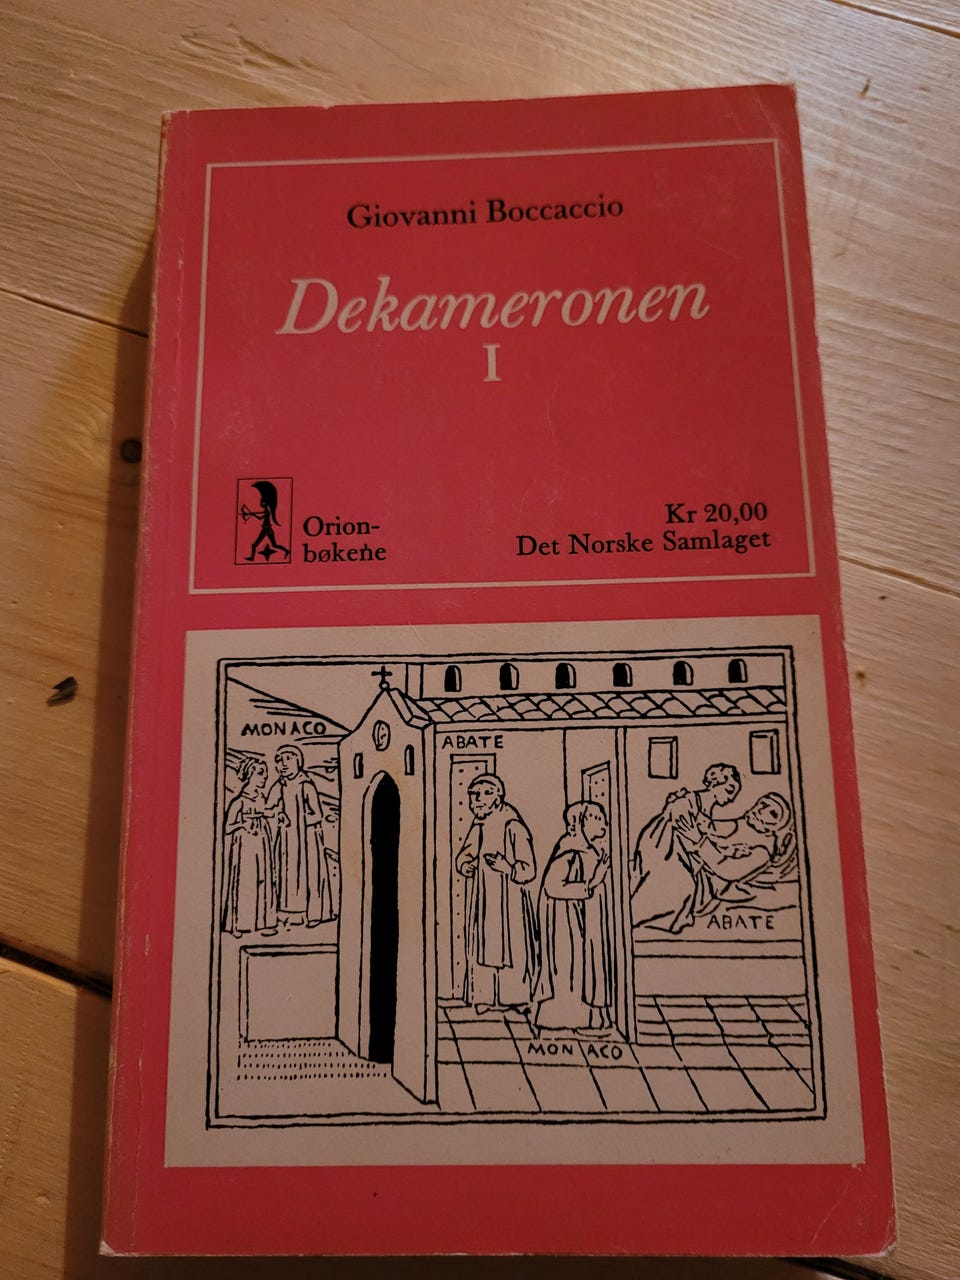 Giovanni Boccaccio
Dekameronen
I
Orion-
bøkene
Kr 20,00
Det Norske Samlaget
MONACO
ABATE
ABATE
MONACO